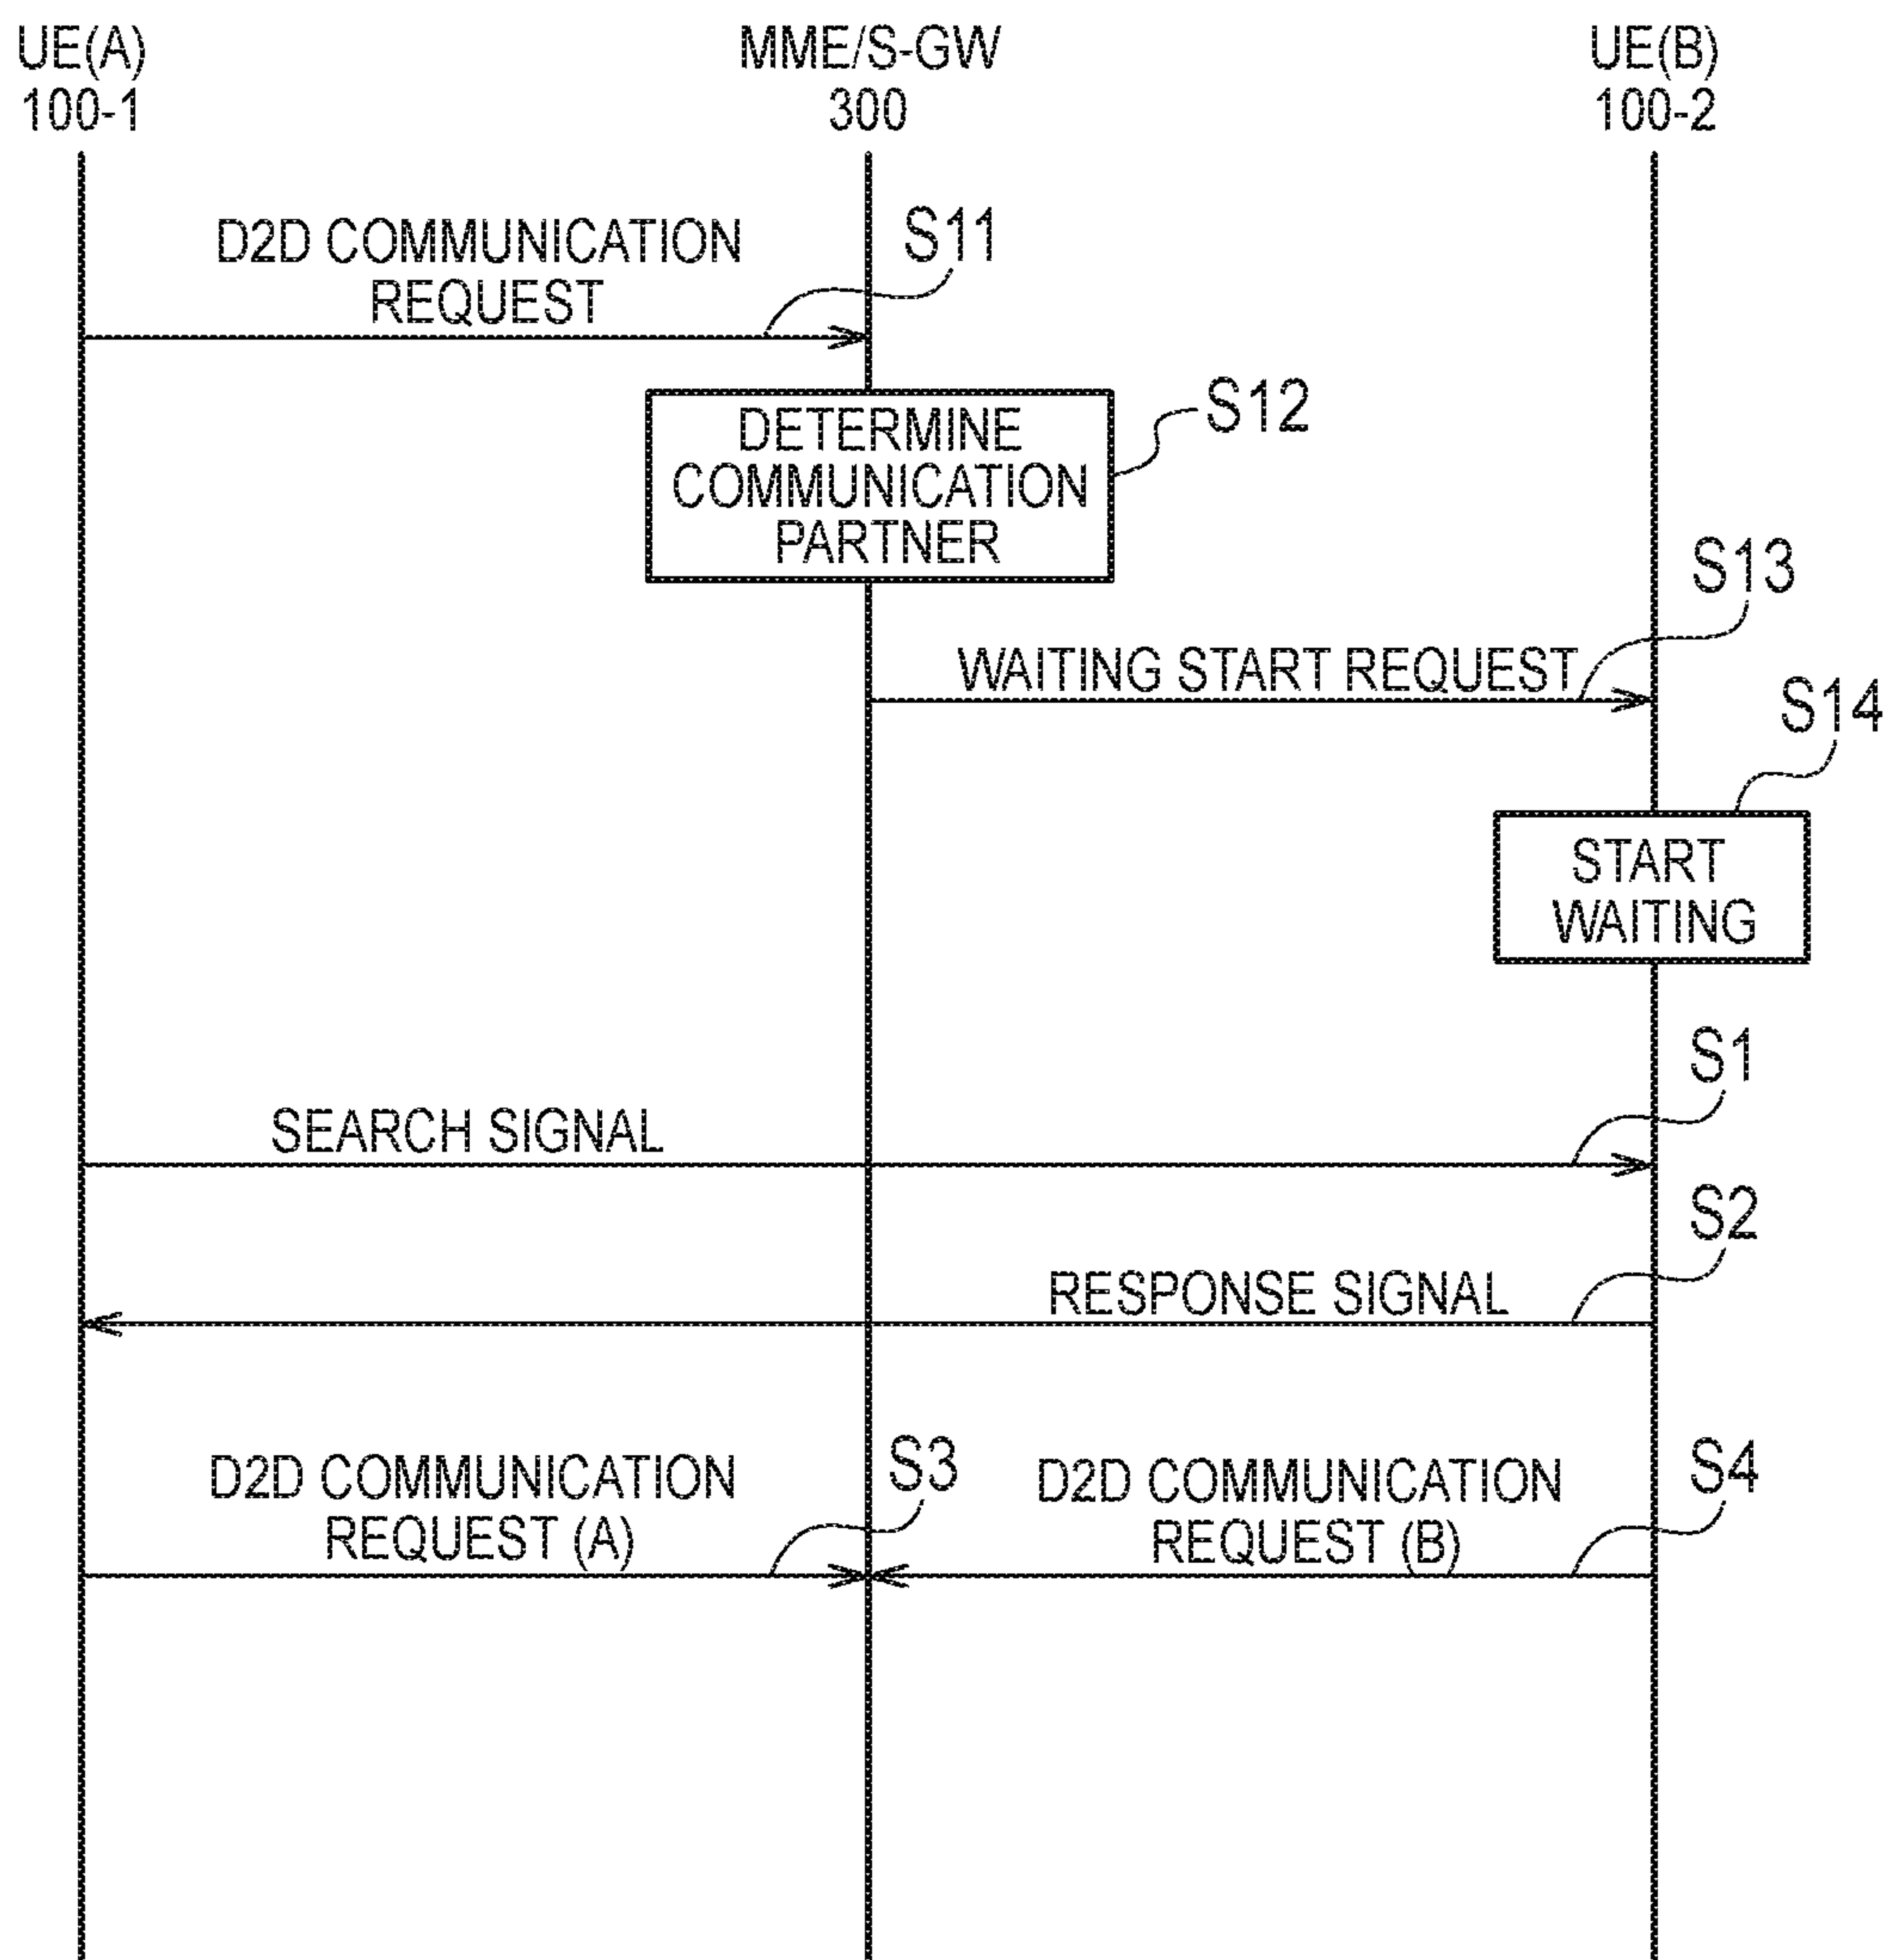 UE(A)
100-1
MME/S-GW
300
UE(B)
100-2
D2D COMMUNICATION
REQUEST
S11
DETERMINE
COMMUNICATION
PARTNER
S12
WAITING START REQUEST
S13
START
WAITING
S14
SEARCH SIGNAL
S1
RESPONSE SIGNAL
S2
D2D COMMUNICATION
REQUEST (A)
S3
D2D COMMUNICATION
REQUEST (B)
S4